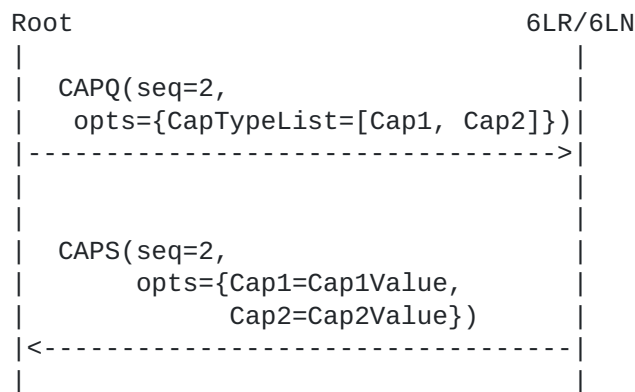 Root 6LR/6LN
CAPQ(seq=2,
opts={CapTypeList=[Cap1, Cap2]})
CAPS(seq=2,
opts={Cap1=Cap1Value,
Cap2=Cap2Value})